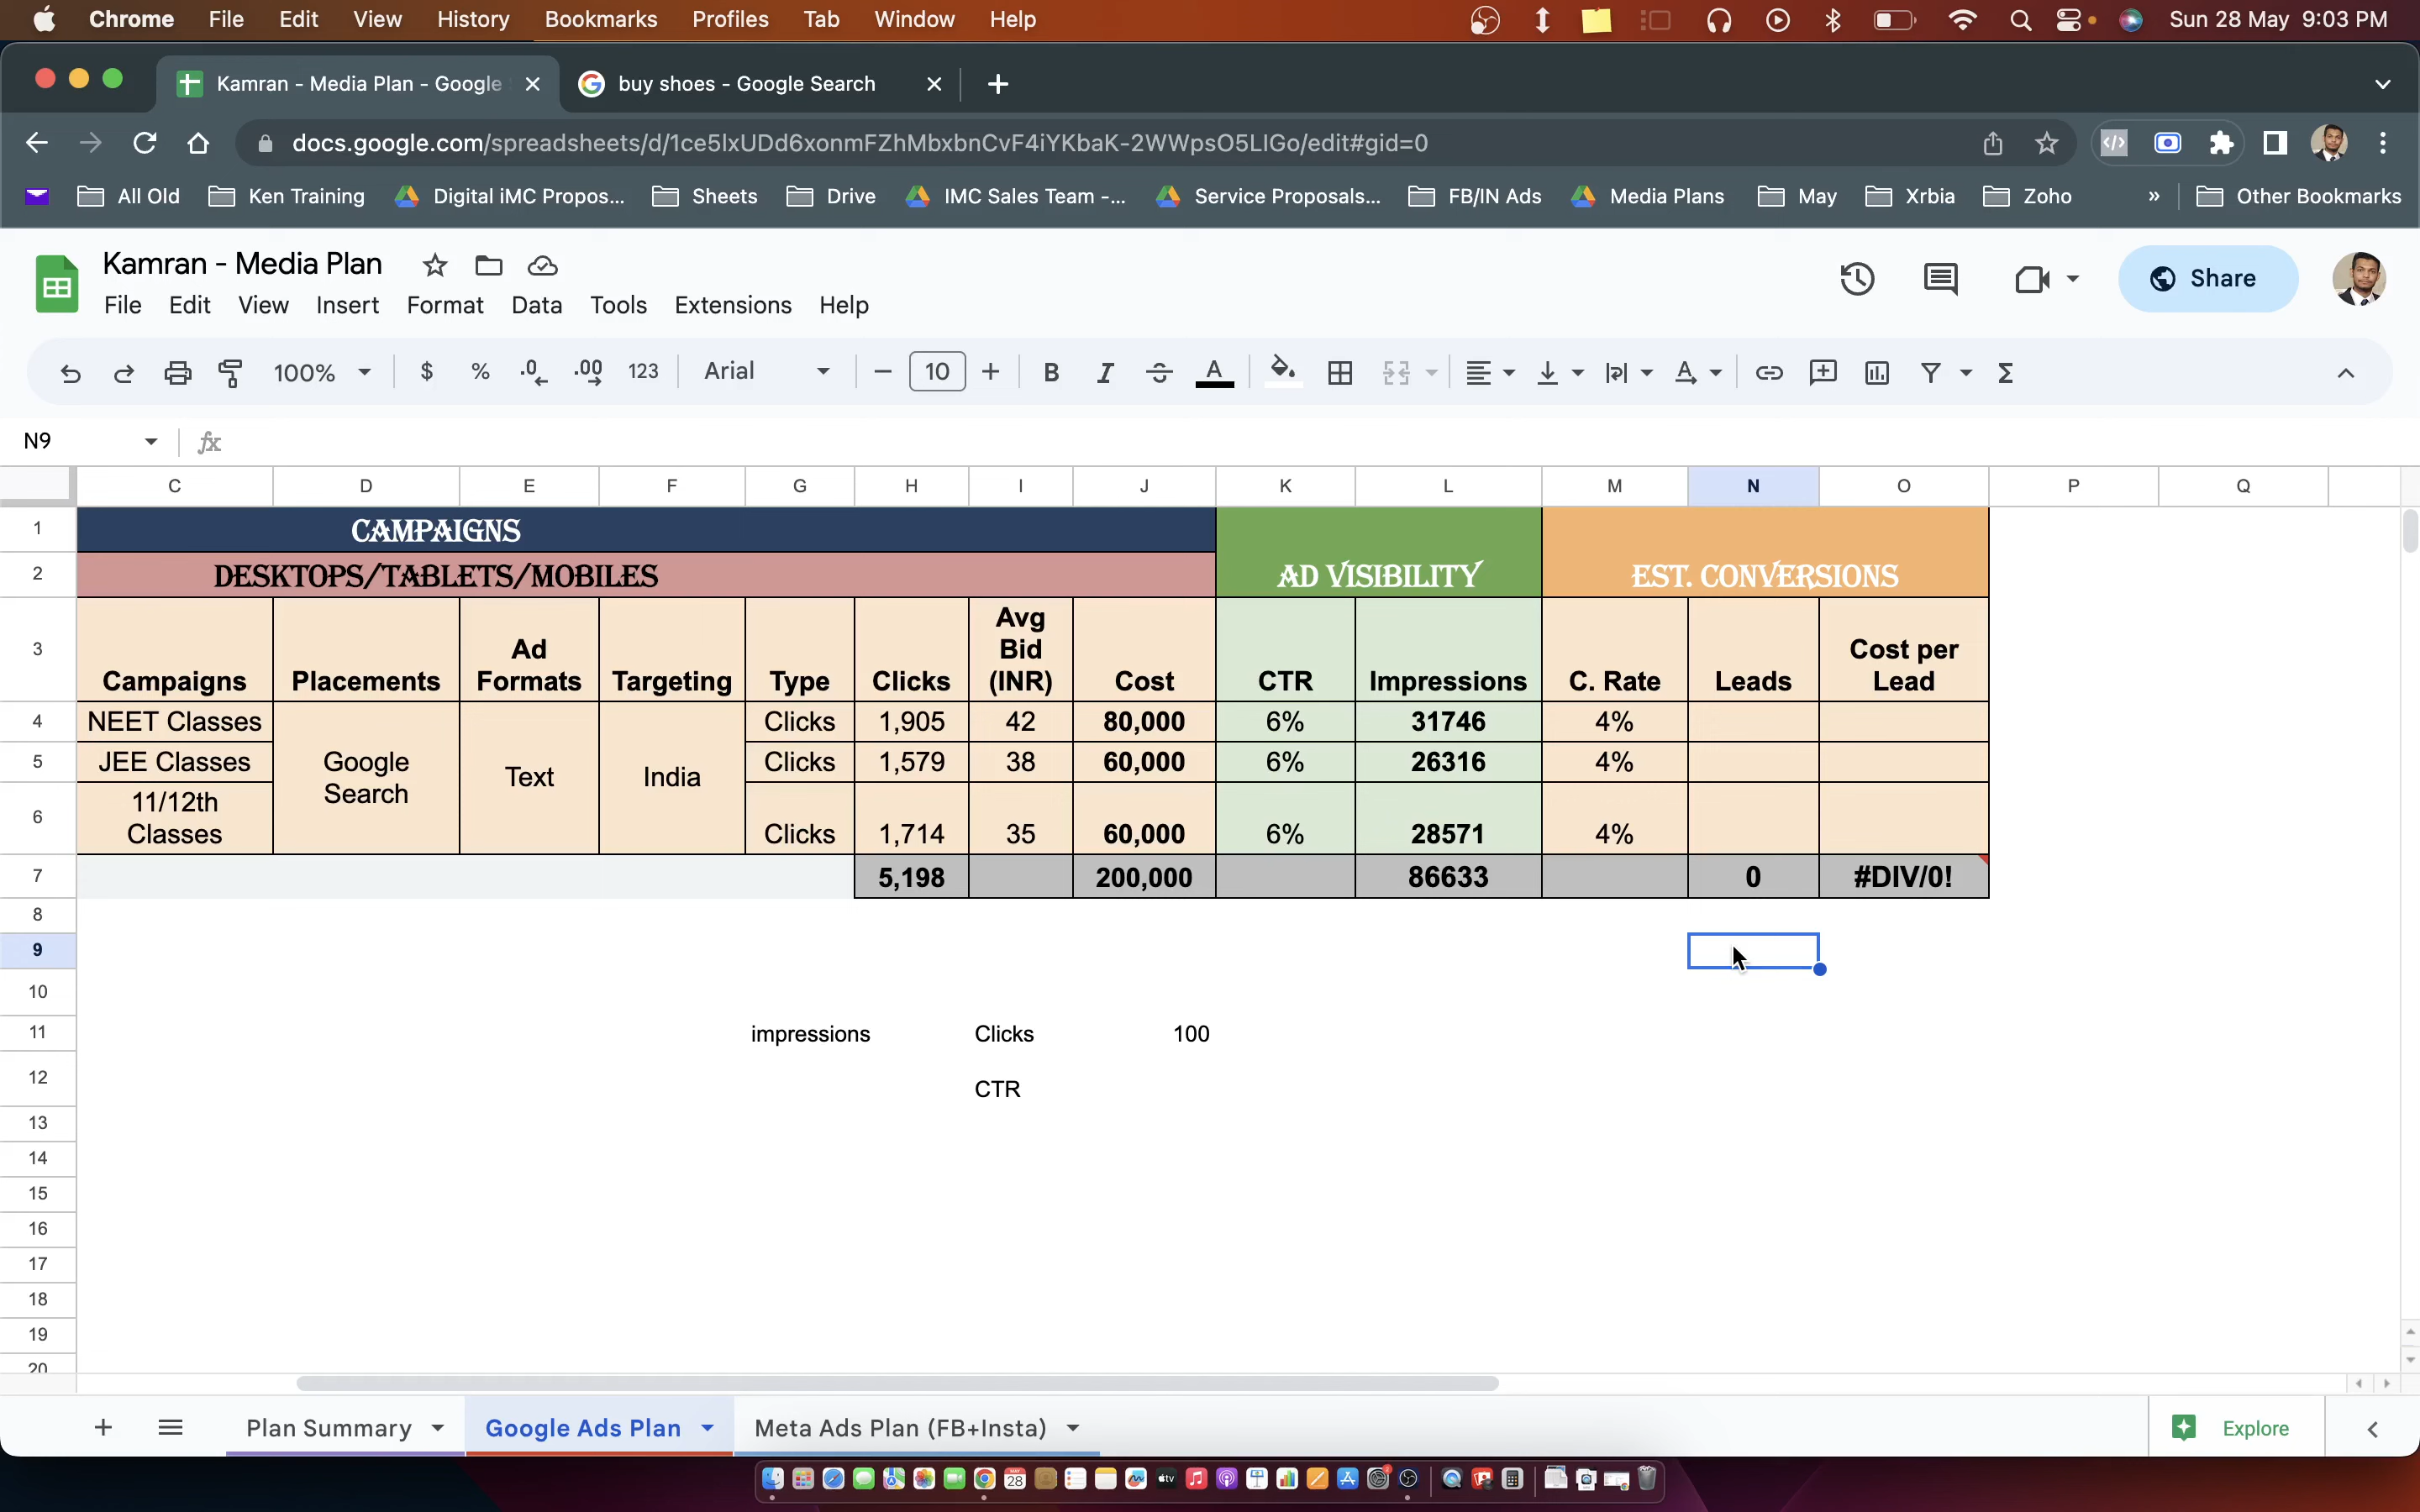 Chrome File Edit View History Bookmarks Profiles Tab Window Help Sun 28 May 9:03 PM
Kamran - Media Plan - Google buy shoes - Google Search
docs.google.com/spreadsheets/d/1ce5lxUDd6xonmFZhMbxbnCvF4iYKbaK-2WWpsO5LIGo/edit#gid=0
All Old Ken Training Digital iMC Propos... Sheets Drive IMC Sales Team -... Service Proposals... FB/IN Ads Media Plans May Xrbia Zoho » Other Bookmarks
Kamran - Media Plan
Share
File Edit View Insert Format Data Tools Extensions Help
100% $ % .0 .00 123 Arial 10 B I S A A Σ
N9 fx
C D E F G H I J K L M N O P Q
1 CAMPAIGNS
2 DESKTOPS/TABLETS/MOBILES AD VISIBILITY EST. CONVERSIONS
3 Campaigns Placements Ad Formats Targeting Type Clicks Avg Bid (INR) Cost CTR Impressions C. Rate Leads Cost per Lead
4 NEET Classes Google Search Text India Clicks 1,905 42 80,000 6% 31746 4%
5 JEE Classes Clicks 1,579 38 60,000 6% 26316 4%
6 11/12th Classes Clicks 1,714 35 60,000 6% 28571 4%
7 5,198 200,000 86633 0 #DIV/0!
8
9
10
11 impressions Clicks 100
12 CTR
13
14
15
16
17
18
19
20
Plan Summary Google Ads Plan Meta Ads Plan (FB+Insta) Explore